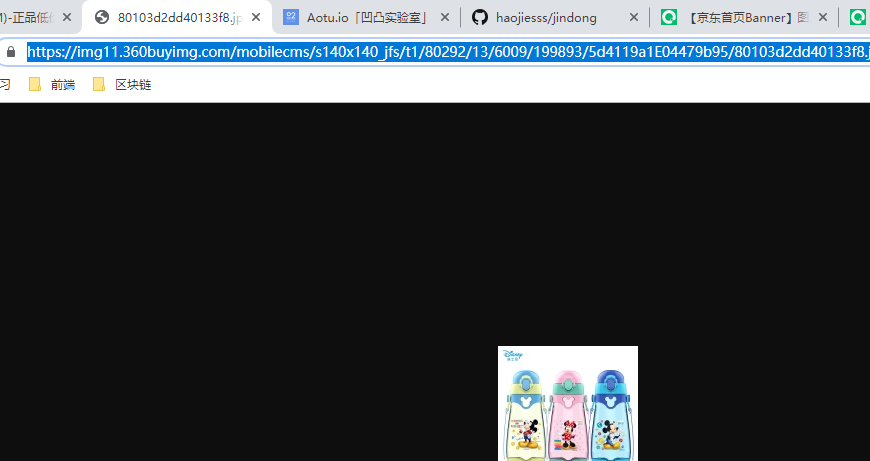 )-正品低
80103d2dd40133f8.jp
Aotu.io「凹凸实验室」
haojiesss/jindong
【京东首页Banner】图
https://img11.360buyimg.com/mobilecms/s140x140_jfs/t1/80292/13/6009/199893/5d4119a1E04479b95/80103d2dd40133f8.j
习 前端 区块链
Disney